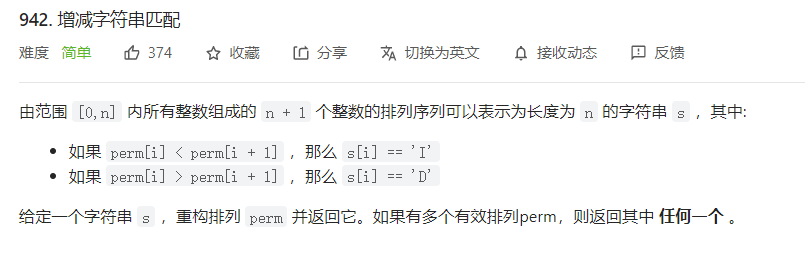 942. 增减字符串匹配
难度 简单 374 收藏 分享 切换为英文 接收动态 反馈
由范围 [0,n] 内所有整数组成的 n + 1 个整数的排列序列可以表示为长度为 n 的字符串 s ，其中:
如果 perm[i] < perm[i + 1] ，那么 s[i] == 'I'
如果 perm[i] > perm[i + 1] ，那么 s[i] == 'D'
给定一个字符串 s ，重构排列 perm 并返回它。如果有多个有效排列perm，则返回其中 任何一个 。